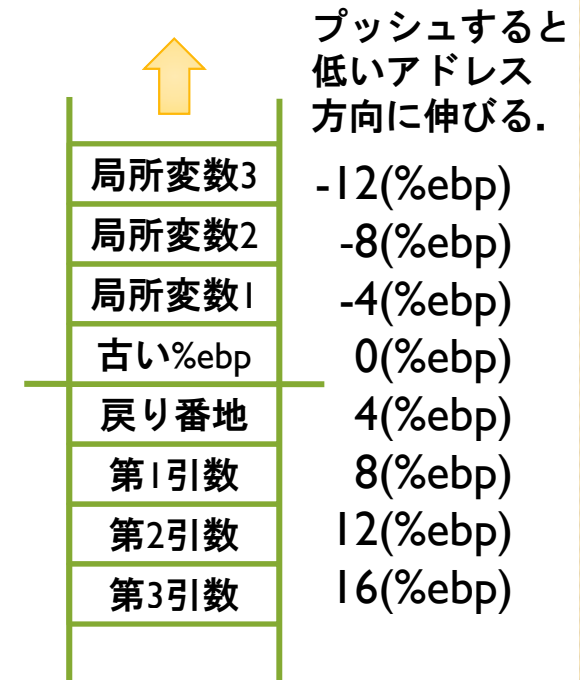 プッシュすると
低いアドレス
方向に伸びる.
局所変数3 -12(%ebp)
局所変数2 -8(%ebp)
局所変数1 -4(%ebp)
古い%ebp 0(%ebp)
戻り番地 4(%ebp)
第1引数 8(%ebp)
第2引数 12(%ebp)
第3引数 16(%ebp)